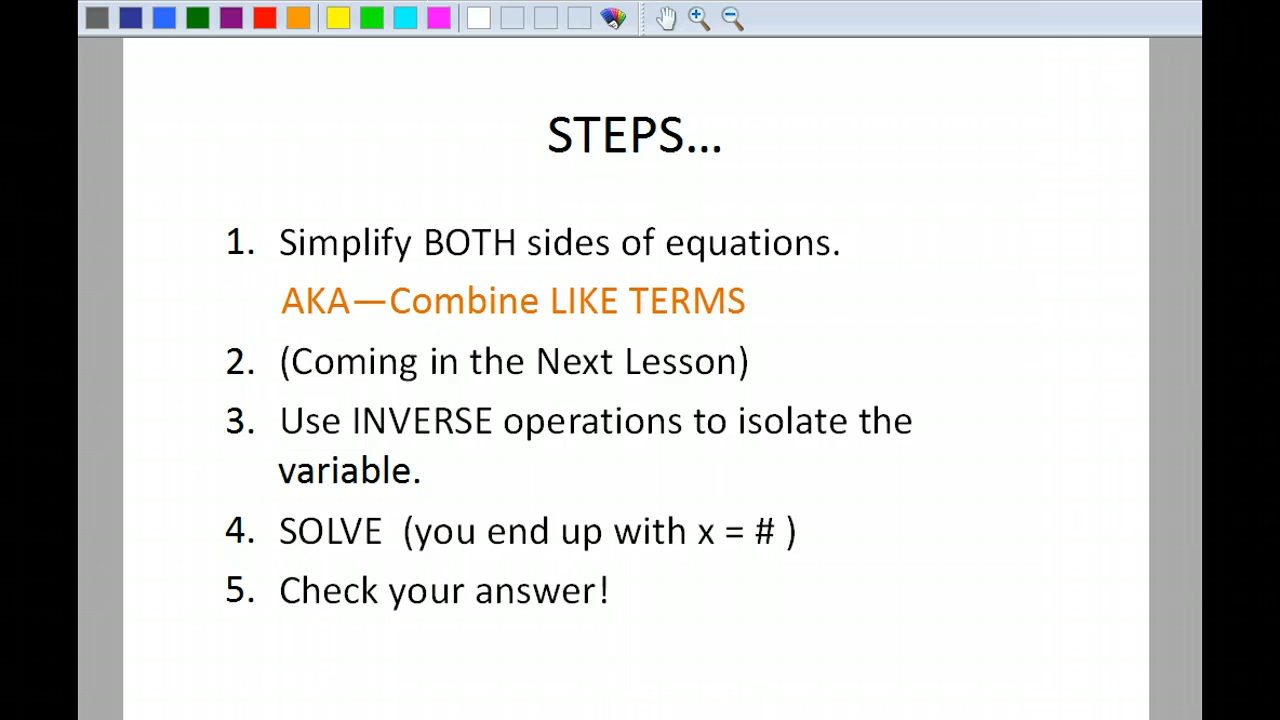 STEPS...
1. Simplify BOTH sides of equations.
AKA—Combine LIKE TERMS
2. (Coming in the Next Lesson)
3. Use INVERSE operations to isolate the
variable.
4. SOLVE (you end up with x = # )
5. Check your answer!